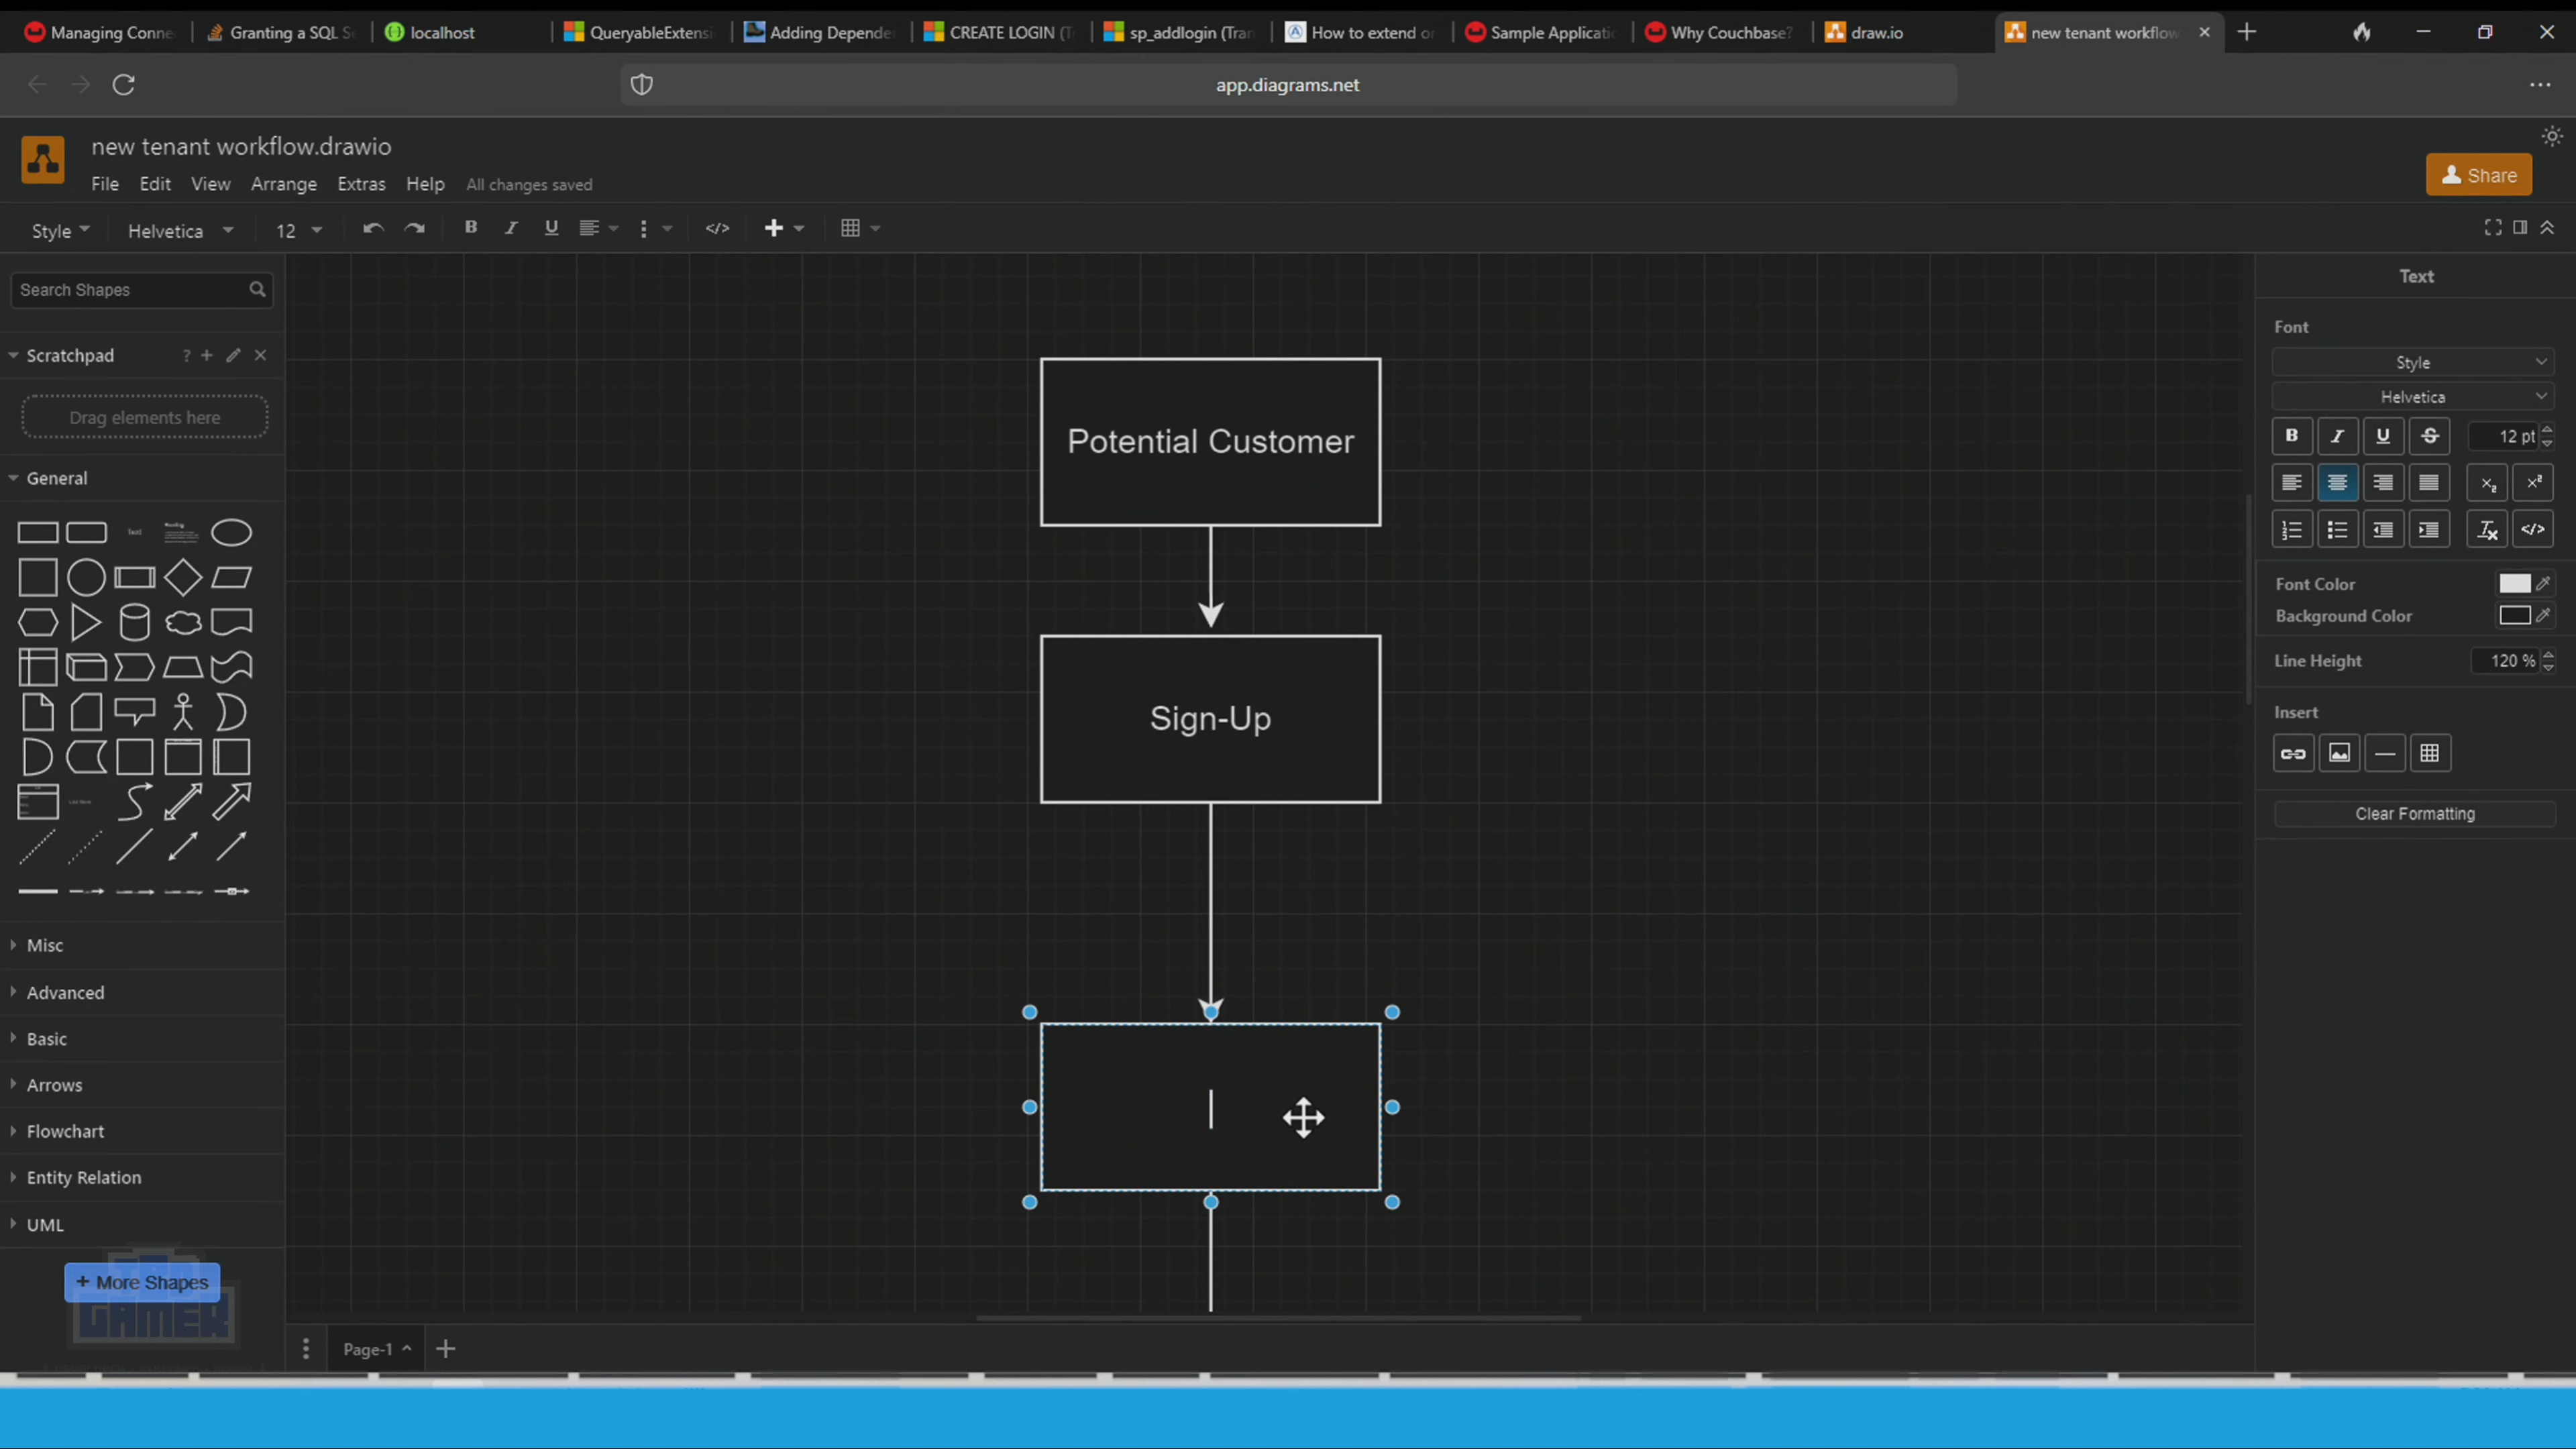 Managing Conne
Granting a SQL S
localhost
QueryableExtensi
Adding Depende
CREATE LOGIN (T
sp_addlogin (Tran
How to extend or
Sample Applicatio
Why Couchbase?
draw.io
new tenant workflow
app.diagrams.net
new tenant workflow.drawio
File Edit View Arrange Extras Help All changes saved
Share
Style Helvetica 12 B I U </>
Search Shapes
Scratchpad ?
Drag elements here
General
Text
Heading
Misc
Advanced
Basic
Arrows
Flowchart
Entity Relation
UML
+ More Shapes
GAMEK
Potential Customer
Sign-Up
Page-1
Text
Font
Style
Helvetica
B I U S 12 pt
Font Color
Background Color
Line Height 120 %
Insert
Clear Formatting